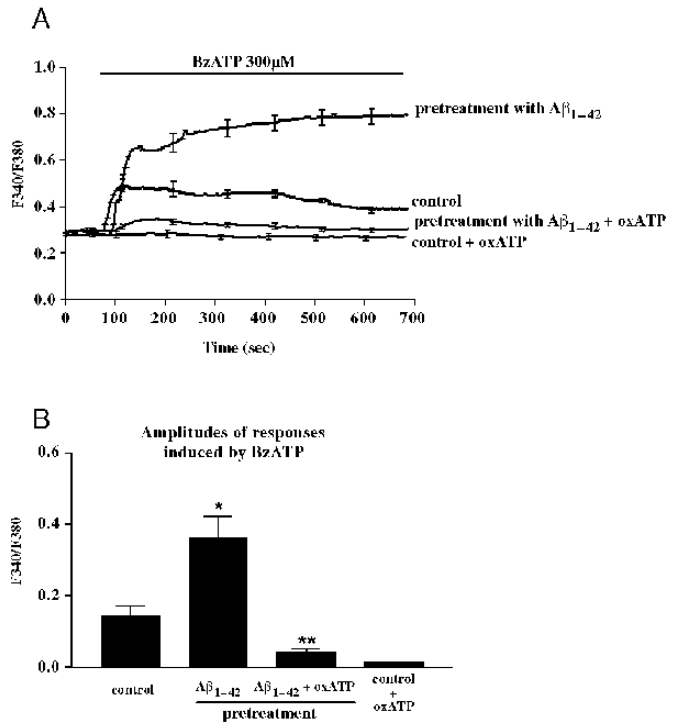 A
BzATP 300μM
1.0
0.8
0.6
0.4
0.2
0.0
F340/F380
pretreatment with Aβ1−42
control
pretreatment with Aβ1−42 + oxATP
control + oxATP
0 100 200 300 400 500 600 700
Time (sec)
B
Amplitudes of responses
induced by BzATP
0.6
0.4
0.2
0.0
F340/F380
*
**
control
Aβ1−42
Aβ1−42 + oxATP
control
+
oxATP
pretreatment